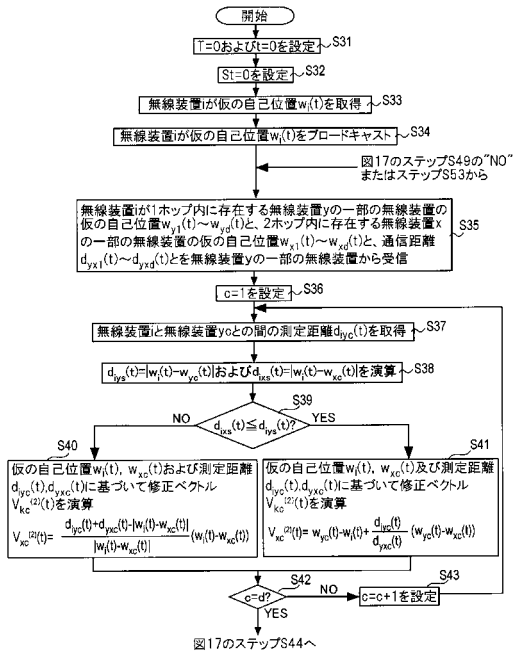 開始
T=0およびt=0を設定 S31
St=0を設定 S32
無線装置iが仮の自己位置wi(t)を取得 S33
無線装置iが仮の自己位置wi(t)をブロードキャスト S34
図17のステップS49の"NO"
またはステップS53から
無線装置iが1ホップ内に存在する無線装置yの一部の無線装置の
仮の自己位置wy1(t)～wyd(t)と、2ホップ内に存在する無線装置x
の一部の無線装置の仮の自己位置wx1(t)～wxd(t)と、通信距離
dyx1(t)～dyxd(t)とを無線装置yの一部の無線装置から受信
S35
c=1を設定 S36
無線装置iと無線装置ycとの間の測定距離diyc(t)を取得 S37
diys(t)=|wi(t)-wyc(t)|およびdixs(t)=|wi(t)-wxc(t)|を演算 S38
S39
dixs(t)≦diys(t)?
NO
YES
S40
仮の自己位置wi(t), wxc(t)および測定距離
diyc(t),dyxc(t)に基づいて修正ベクトル
Vkc(2)(t)を演算
Vxc(2)(t)= diyc(t)+dyxc(t)-|wi(t)-wxc(t)| / |wi(t)-wxc(t)| (wi(t)-wxc(t))
S41
仮の自己位置wi(t), wxc(t)及び測定距離
diyc(t),dyxc(t)に基づいて修正ベクトル
Vkc(2)(t)を演算
Vxc(2)(t)= wyc(t)-wi(t)+ diyc(t) / dyxc(t) (wyc(t)-wxc(t))
S42
c=d?
NO
S43
c=c+1を設定
YES
図17のステップS44へ